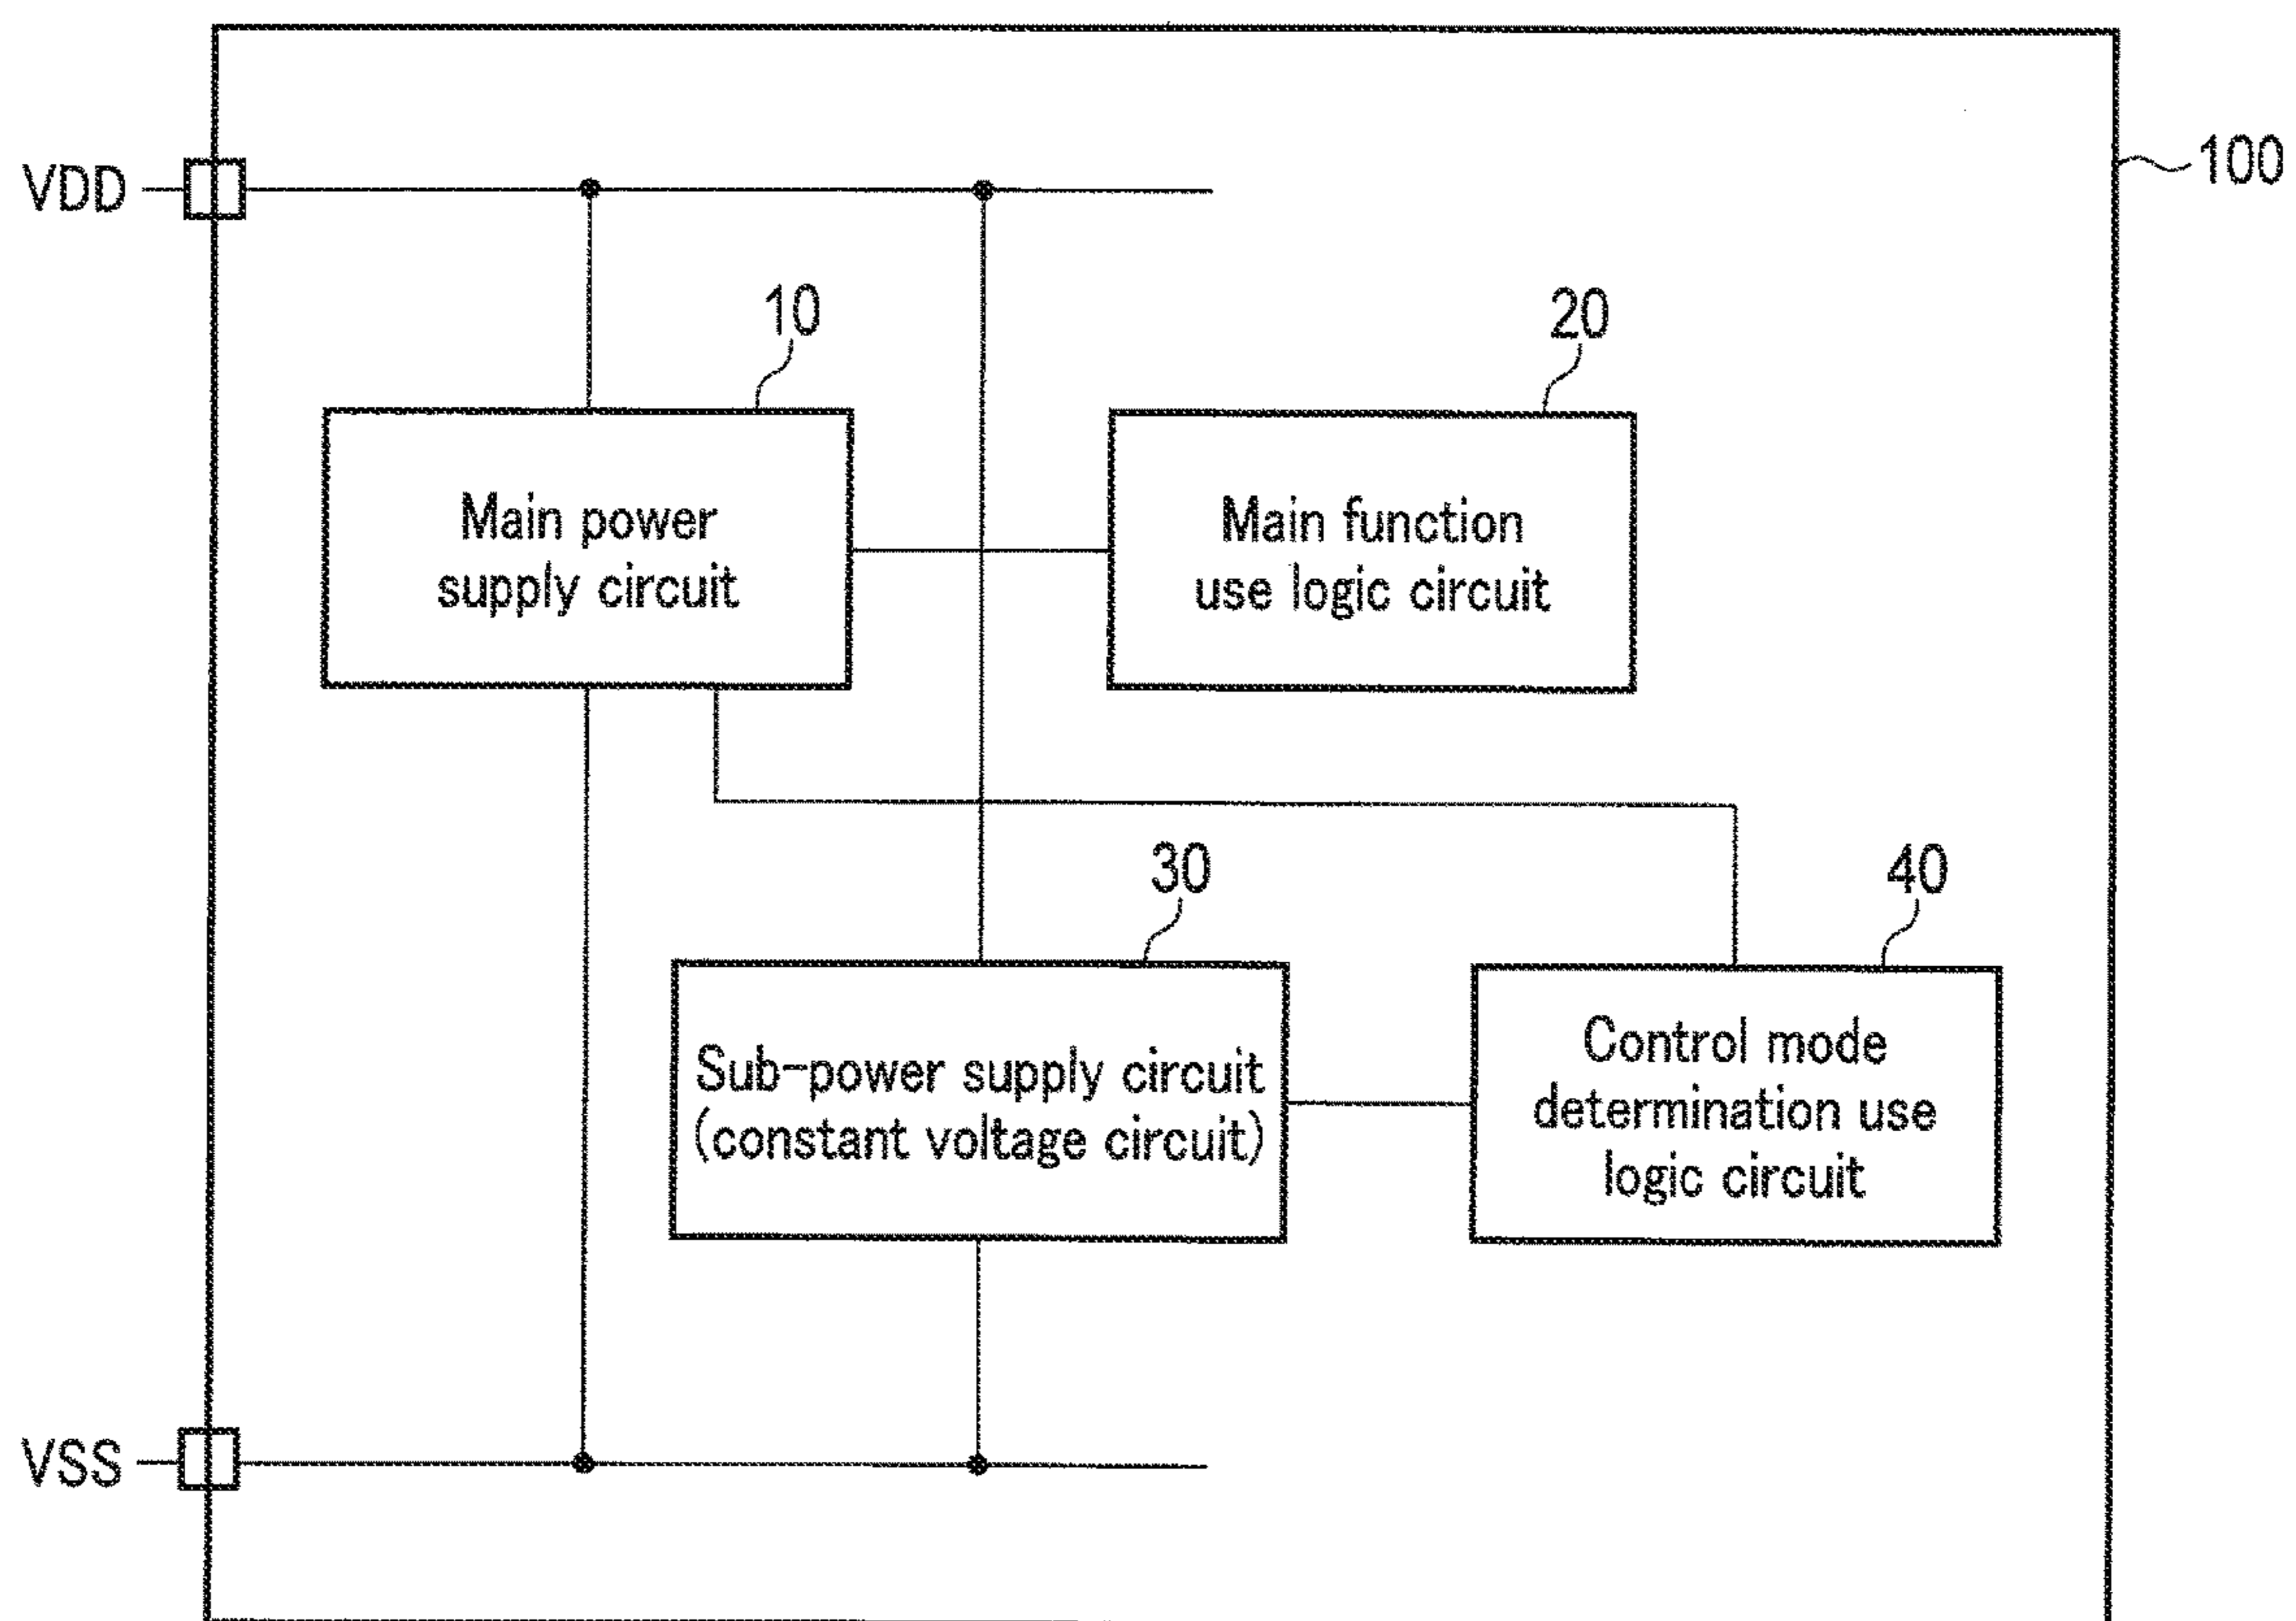 100
VDD
10
20
Main power
supply circuit
Main function
use logic circuit
30
40
Sub-power supply circuit
(constant voltage circuit)
Control mode
determination use
logic circuit
VSS